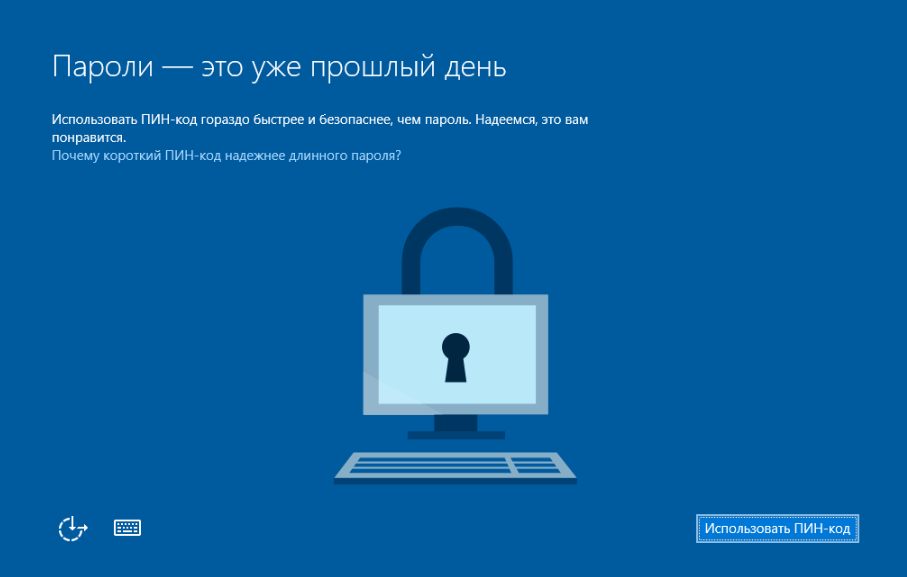 Пароли — это уже прошлый день
Использовать ПИН-код гораздо быстрее и безопаснее, чем пароль. Надеемся, это вам
понравится.
Почему короткий ПИН-код надежнее длинного пароля?
Использовать ПИН-код